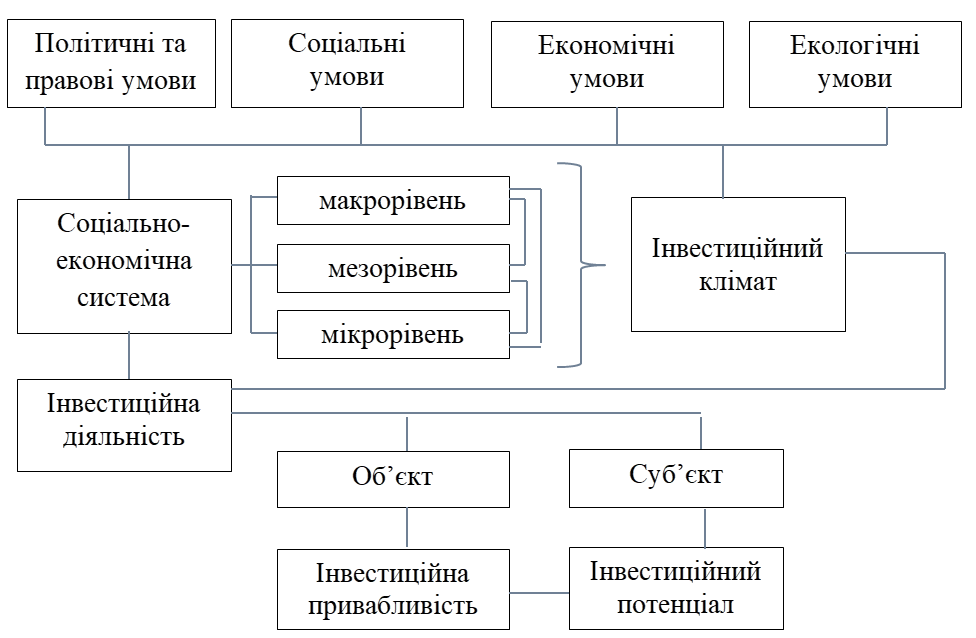 Політичні та
правові умови
Соціальні
умови
Економічні
умови
Екологічні
умови
Соціально-
економічна
система
макрорівень
мезорівень
мікрорівень
Інвестиційний
клімат
Інвестиційна
діяльність
Об’єкт
Суб’єкт
Інвестиційна
привабливість
Інвестиційний
потенціал